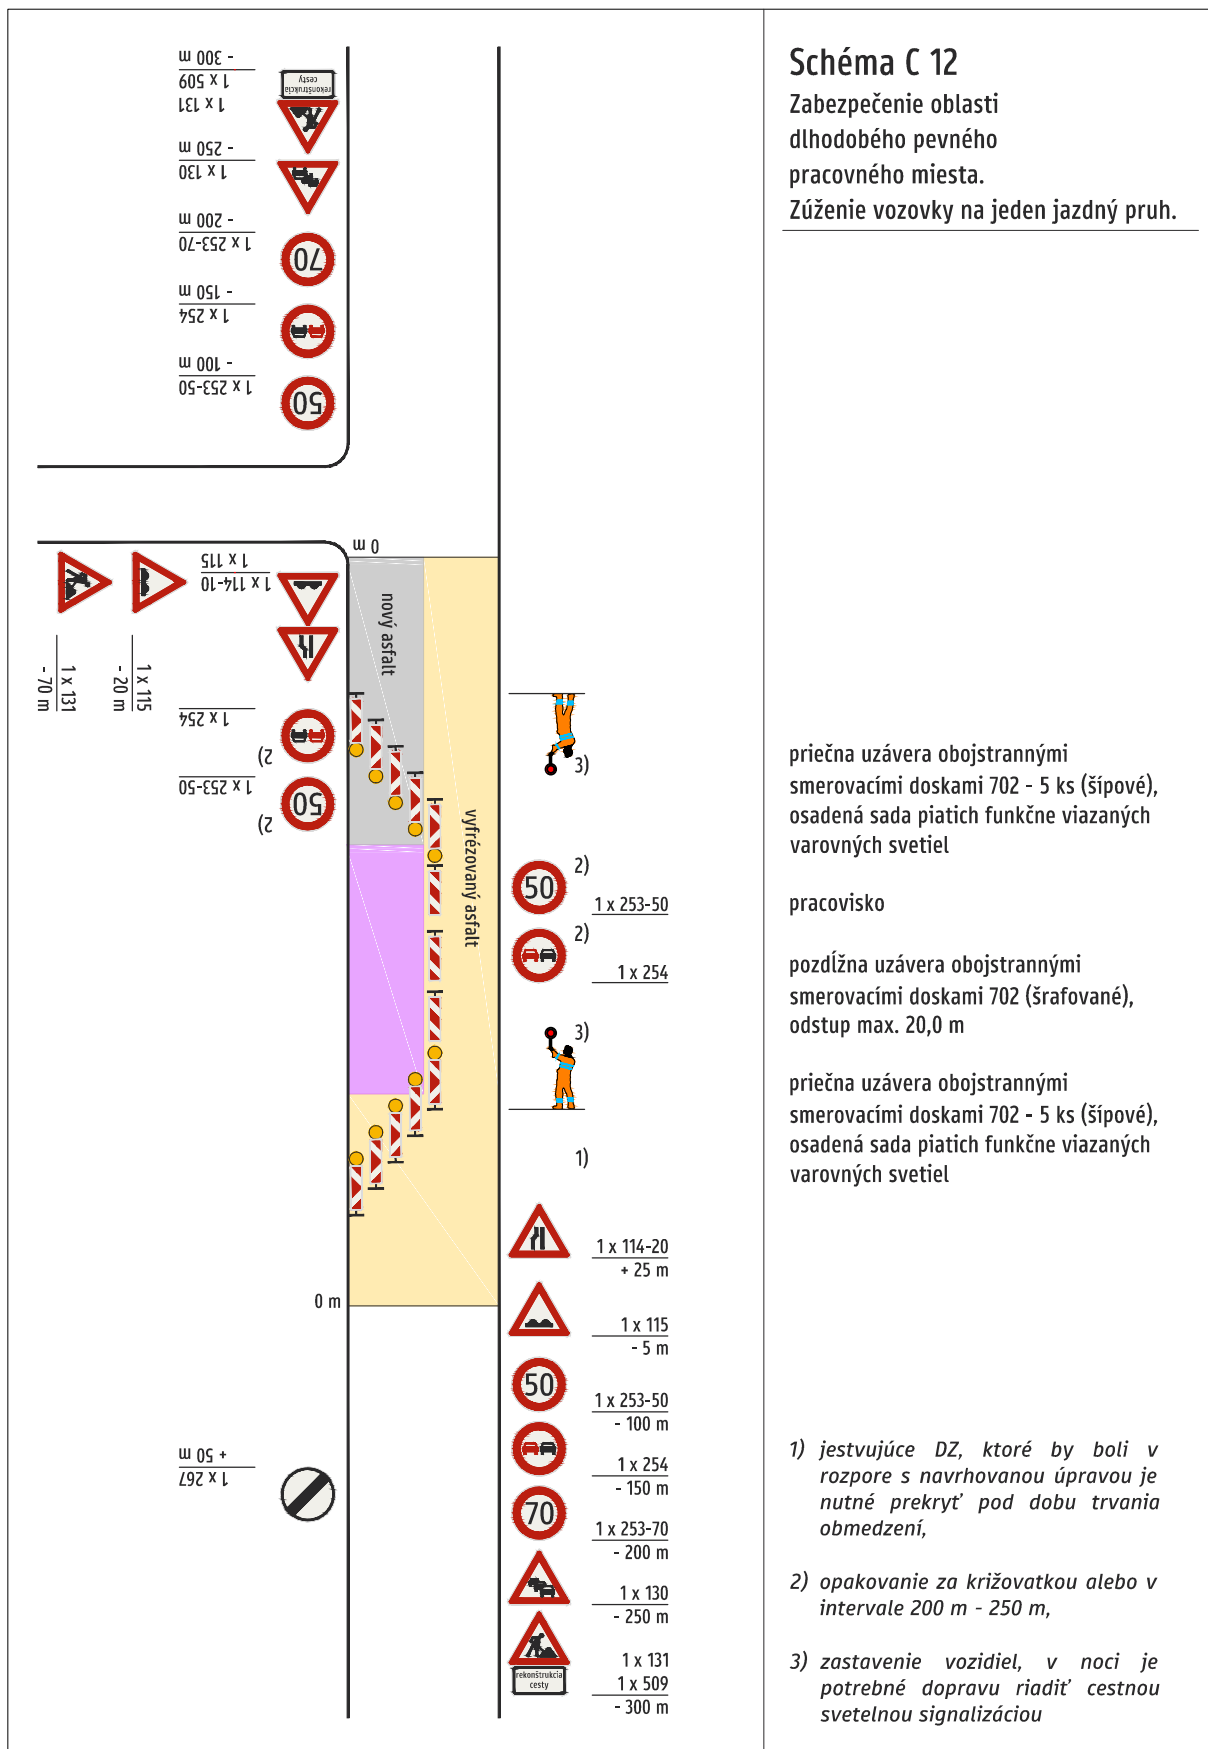 Schéma C 12
Zabezpečenie oblasti
dlhodobého pevného
pracovného miesta.
Zúženie vozovky na jeden jazdný pruh.
- 300 m
1 x 509
1 x 131
rekonštrukcia
cesty
- 250 m
1 x 130
- 200 m
1 x 253-70
70
- 150 m
1 x 254
- 100 m
1 x 253-50
50
0 m
1 x 115
1 x 114-10
1 x 131
- 70 m
1 x 115
- 20 m
1 x 254
2)
1 x 253-50
2)
50
nový asfalt
vyfrézovaný asfalt
3)
50
2)
1 x 253-50
2)
1 x 254
3)
1)
1 x 114-20
+ 25 m
0 m
1 x 115
- 5 m
50
1 x 253-50
- 100 m
1 x 254
- 150 m
70
1 x 253-70
- 200 m
1 x 130
- 250 m
1 x 131
rekonštrukcia
cesty
1 x 509
- 300 m
+ 50 m
1 x 267
priečna uzávera obojstrannými
smerovacími doskami 702 - 5 ks (šípové),
osadená sada piatich funkčne viazaných
varovných svetiel
pracovisko
pozdĺžna uzávera obojstrannými
smerovacími doskami 702 (šrafované),
odstup max. 20,0 m
priečna uzávera obojstrannými
smerovacími doskami 702 - 5 ks (šípové),
osadená sada piatich funkčne viazaných
varovných svetiel
1) jestvujúce DZ, ktoré by boli v
rozpore s navrhovanou úpravou je
nutné prekryť pod dobu trvania
obmedzení,
2) opakovanie za križovatkou alebo v
intervale 200 m - 250 m,
3) zastavenie vozidiel, v noci je
potrebné dopravu riadiť cestnou
svetelnou signalizáciou